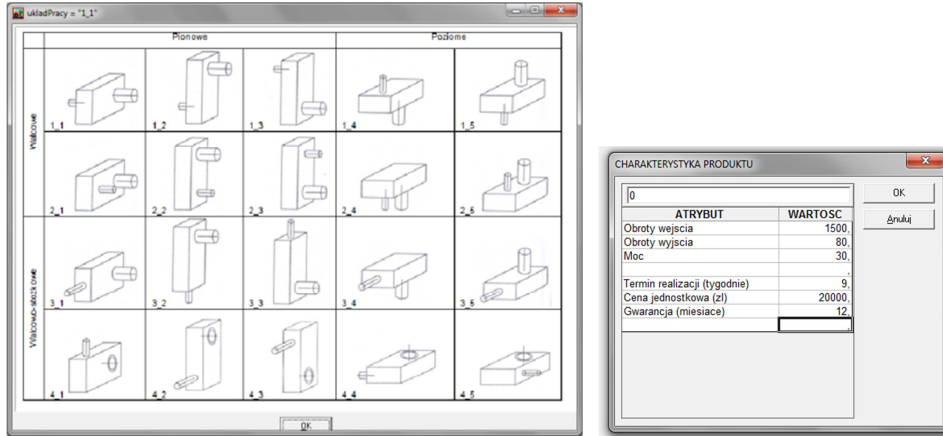 układPracy = "1_1"
Pionowe
Poziome
Walcowe
1_1
1_2
1_3
1_4
1_5
2_1
2_2
2_3
2_4
2_5
Walcowo-stożkowe
3_1
3_2
3_3
3_4
3_5
4_1
4_2
4_3
4_4
4_5
OK
CHARAKTERYSTYKA PRODUKTU
0
OK
Anuluj
ATRYBUT WARTOSC
Obroty wejscia 1500,
Obroty wyjscia 80,
Moc 30,
,
Termin realizacji (tygodnie) 9,
Cena jednostkowa (zl) 20000,
Gwarancja (miesiace) 12,
,